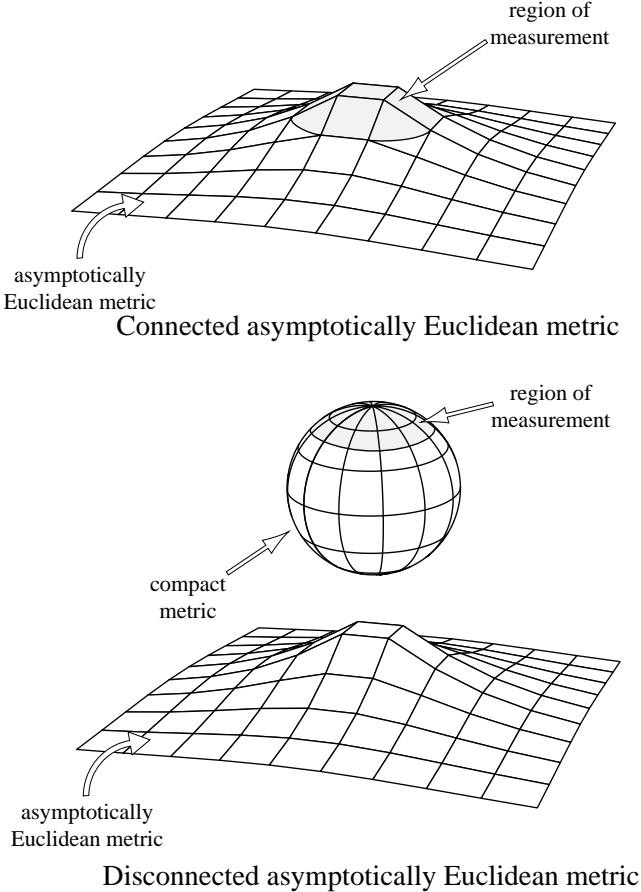 region of
measurement
asymptotically
Euclidean metric
Connected asymptotically Euclidean metric
region of
measurement
compact
metric
asymptotically
Euclidean metric
Disconnected asymptotically Euclidean metric